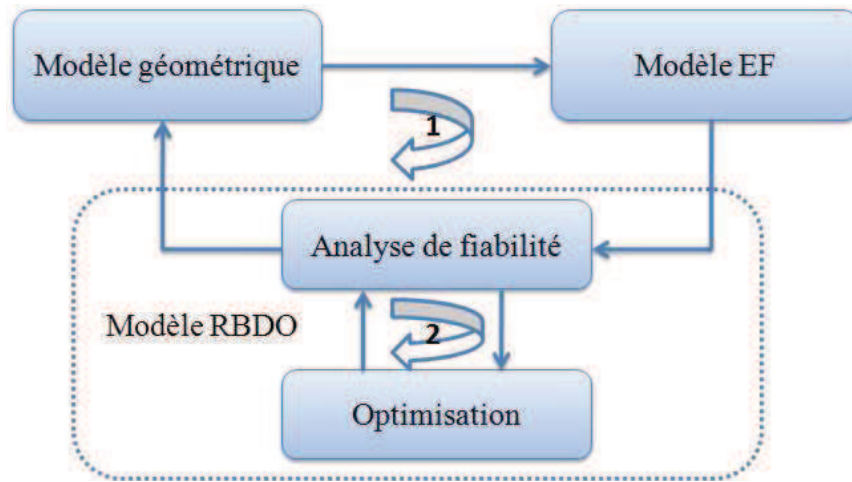 Modèle géométrique
Modèle EF
1
Analyse de fiabilité
Modèle RBDO
2
Optimisation